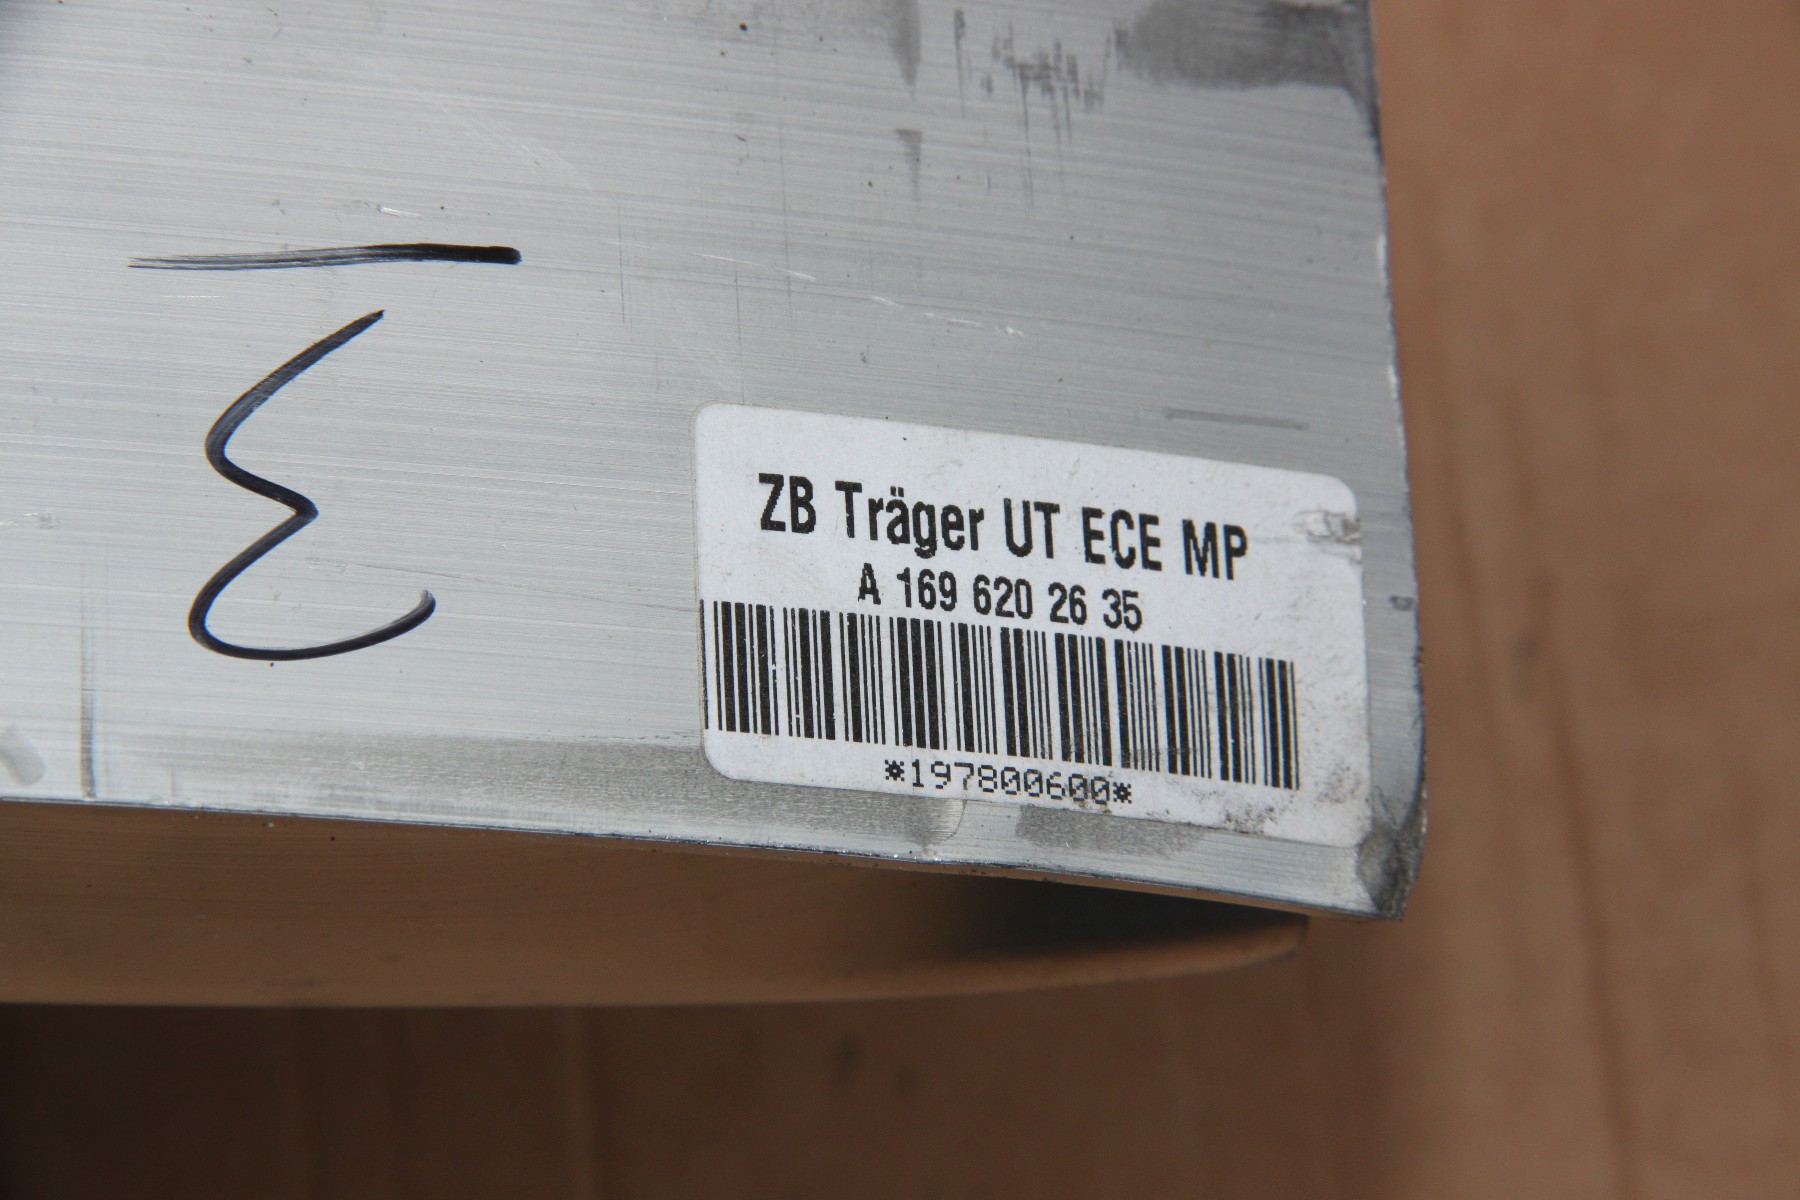 ZB Träger UT ECE MP
A 169 620 26 35
*197800600*